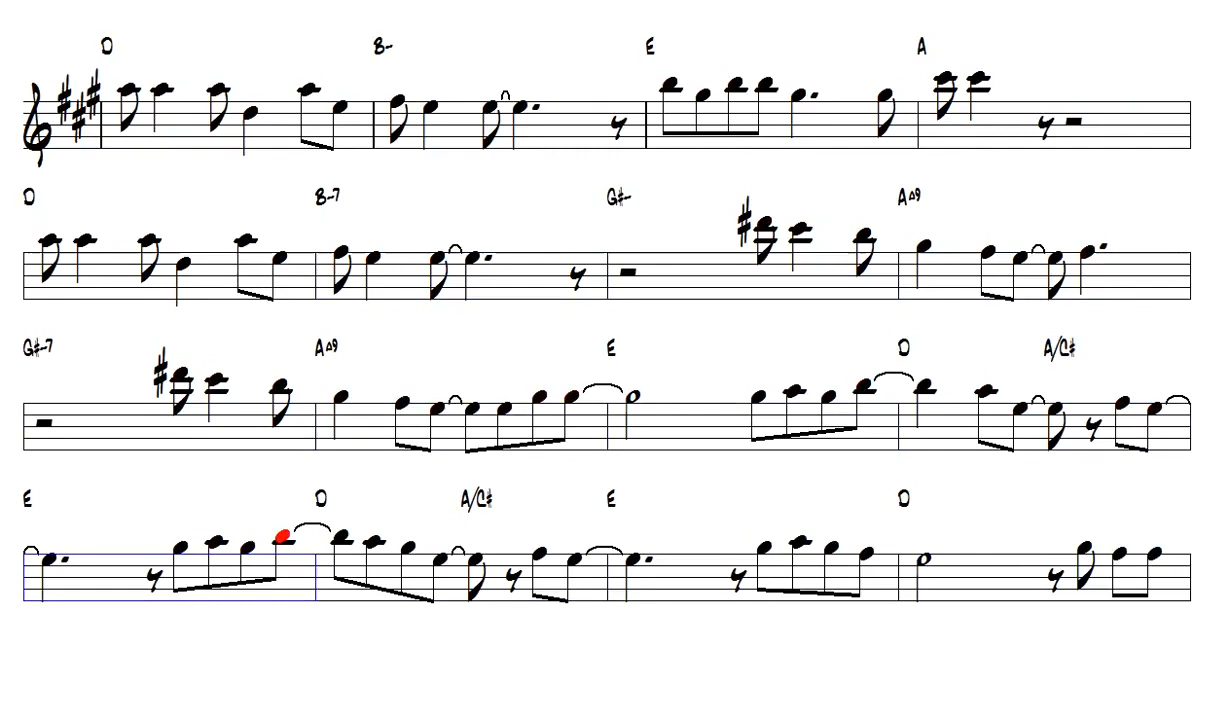 D B- E A
D B-7 G#- A△9
G#-7 A△9 E D A/C#
E D A/C# E D